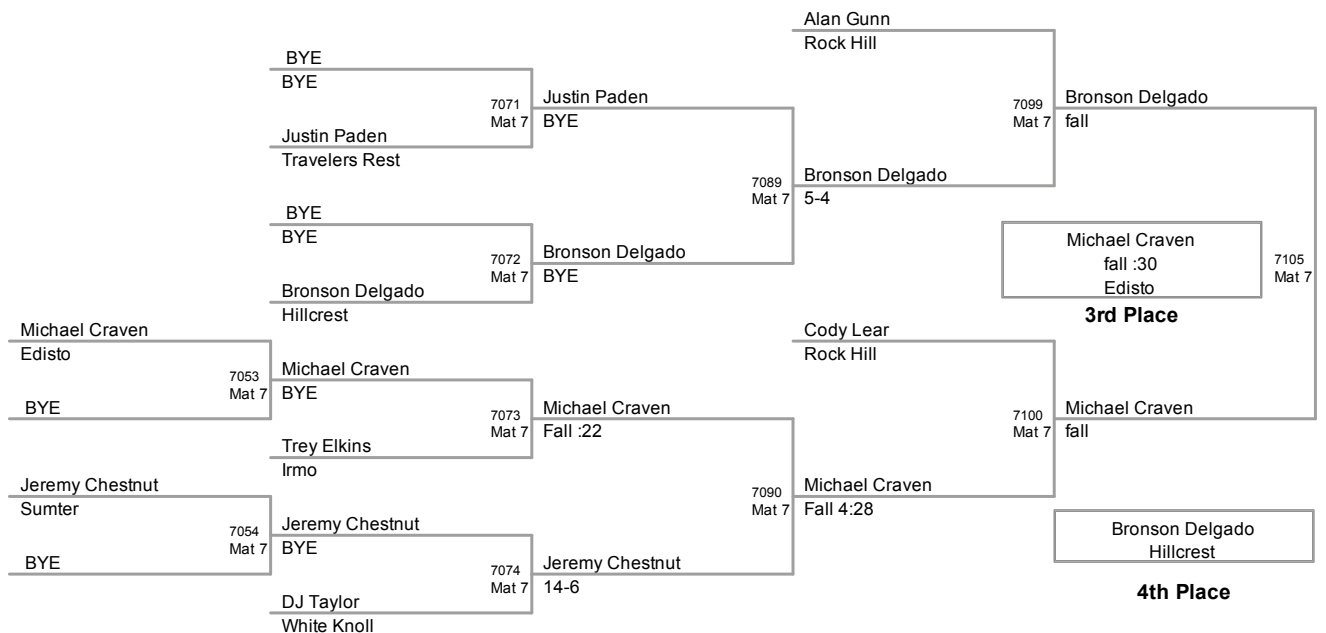 Alan Gunn
Rock Hill
BYE
BYE
7071
Mat 7
Justin Paden
BYE
7099
Mat 7
Bronson Delgado
fall
Justin Paden
Travelers Rest
7089
Mat 7
Bronson Delgado
5-4
BYE
BYE
7072
Mat 7
Bronson Delgado
BYE
Michael Craven
fall :30
Edisto
3rd Place
7105
Mat 7
Bronson Delgado
Hillcrest
Michael Craven
Edisto
Cody Lear
Rock Hill
7053
Mat 7
Michael Craven
BYE
BYE
7073
Mat 7
Michael Craven
Fall :22
7100
Mat 7
Michael Craven
fall
Trey Elkins
Irmo
Jeremy Chestnut
Sumter
7090
Mat 7
Michael Craven
Fall 4:28
7054
Mat 7
Jeremy Chestnut
BYE
Bronson Delgado
Hillcrest
4th Place
BYE
7074
Mat 7
Jeremy Chestnut
14-6
DJ Taylor
White Knoll